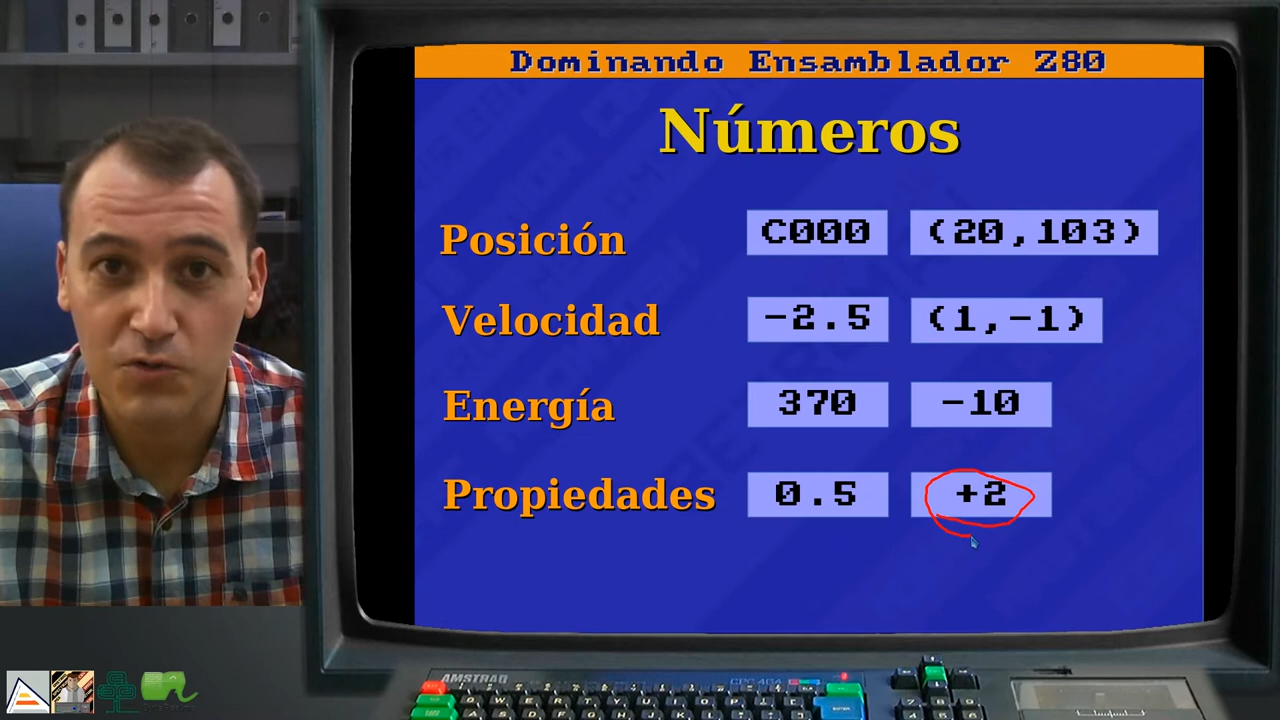 Dominando Ensamblador Z80
Números
Posición C000 (20,103)
Velocidad -2.5 (1,-1)
Energía 370 -10
Propiedades 0.5 +2
AMSTRAD